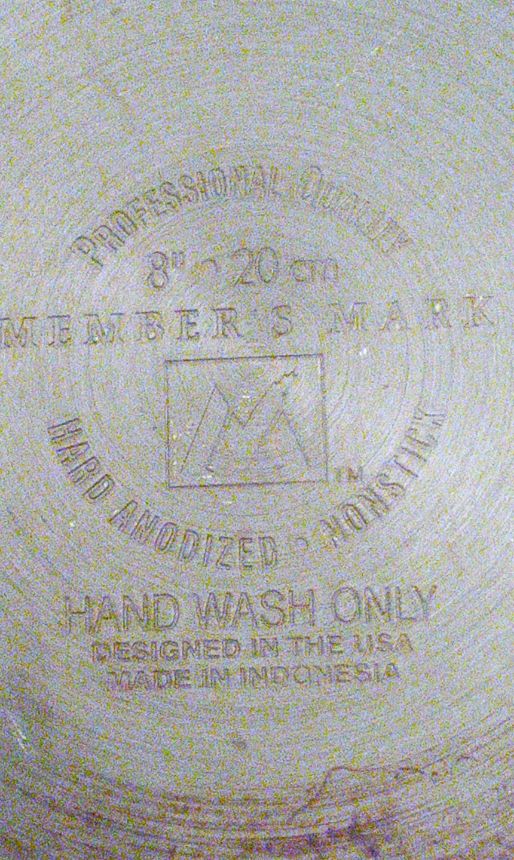 PROFESSIONAL QUALITY
8" 20 cm
MEMBER'S MARK
TM
HARD ANODIZED • NONSTICK
HAND WASH ONLY
DESIGNED IN THE USA
MADE IN INDONESIA